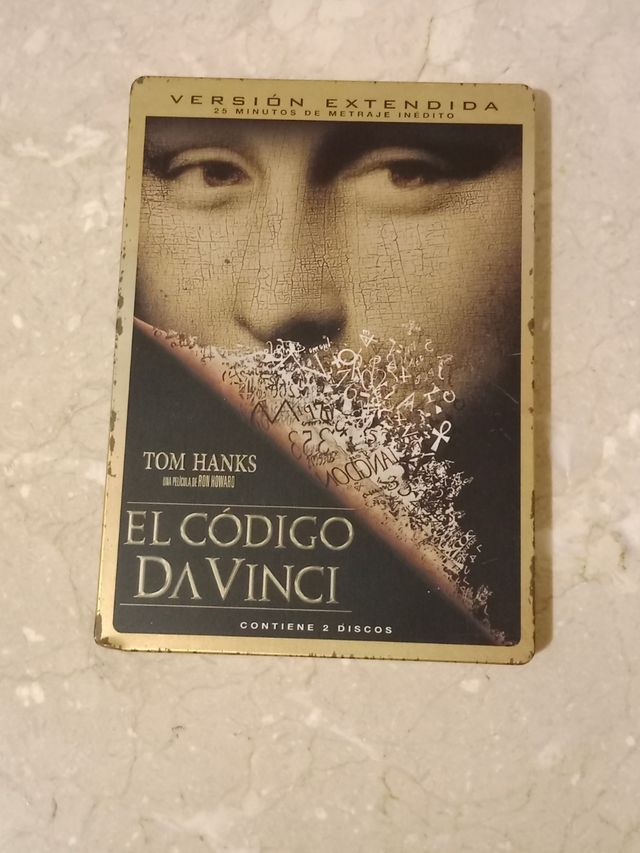 VERSIÓN EXTENDIDA
25 MINUTOS DE METRAJE INÉDITO
TOM HANKS
UNA PELÍCULA DE RON HOWARD
EL CÓDIGO
DA VINCI
CONTIENE 2 DISCOS